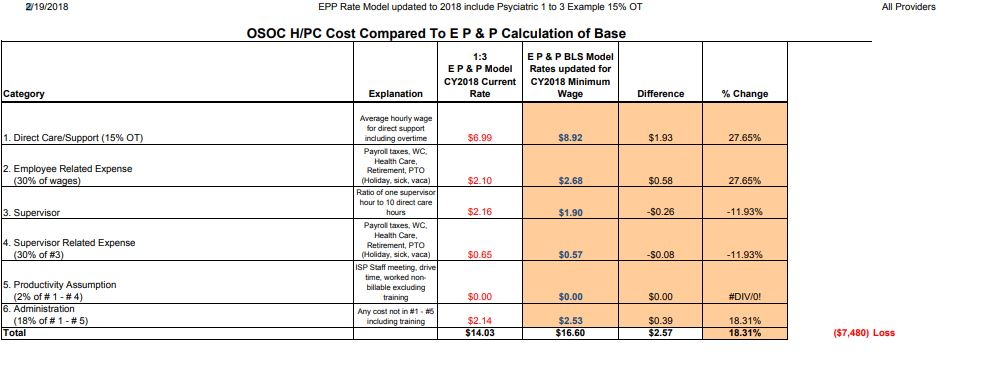 2/19/2018 EPP Rate Model updated to 2018 include Psyciatric 1 to 3 Example 15% OT All Providers
OSOC H/PC Cost Compared To E P & P Calculation of Base
Category Explanation 1:3 E P & P Model CY2018 Current Rate E P & P BLS Model Rates updated for CY2018 Minimum Wage Difference % Change
1. Direct Care/Support (15% OT) Average hourly wage for direct support including overtime $6.99 $8.92 $1.93 27.65%
2. Employee Related Expense (30% of wages) Payroll taxes, WC, Health Care, Retirement, PTO (Holiday, sick, vaca) $2.10 $2.68 $0.58 27.65%
3. Supervisor Ratio of one supervisor hour to 10 direct care hours $2.16 $1.90 -$0.26 -11.93%
4. Supervisor Related Expense (30% of #3) Payroll taxes, WC, Health Care, Retirement, PTO (Holiday, sick, vaca) $0.65 $0.57 -$0.08 -11.93%
5. Productivity Assumption (2% of # 1 - # 4) ISP Staff meeting, drive time, worked non-billable excluding training $0.00 $0.00 $0.00 #DIV/0!
6. Administration (18% of # 1 - # 5) Any cost not in #1 - #5 including training $2.14 $2.53 $0.39 18.31%
Total $14.03 $16.60 $2.57 18.31% ($7,480) Loss